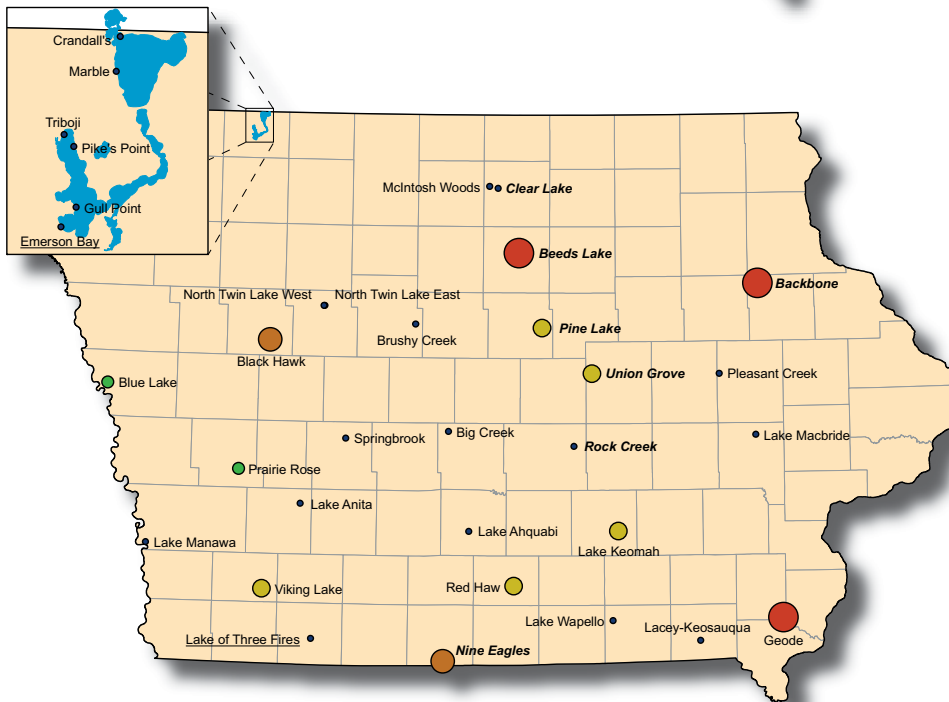 Crandall's
Marble
Triboji
Pike's Point
Gull Point
Emerson Bay
McIntosh Woods
Clear Lake
Beeds Lake
Backbone
North Twin Lake West
North Twin Lake East
Pine Lake
Brushy Creek
Black Hawk
Union Grove
Pleasant Creek
Blue Lake
Springbrook
Big Creek
Rock Creek
Lake Macbride
Prairie Rose
Lake Anita
Lake Ahquabi
Lake Manawa
Lake Keomah
Viking Lake
Red Haw
Lake Wapello
Lacey-Keosauqua
Lake of Three Fires
Geode
Nine Eagles